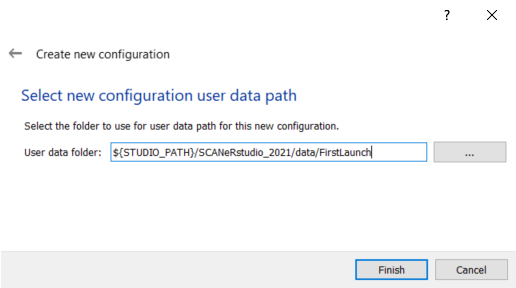 ?
Create new configuration
Select new configuration user data path
Select the folder to use for user data path for this new configuration.
User data folder: ${STUDIO_PATH}/SCANeRstudio_2021/data/FirstLaunch ...
Finish Cancel